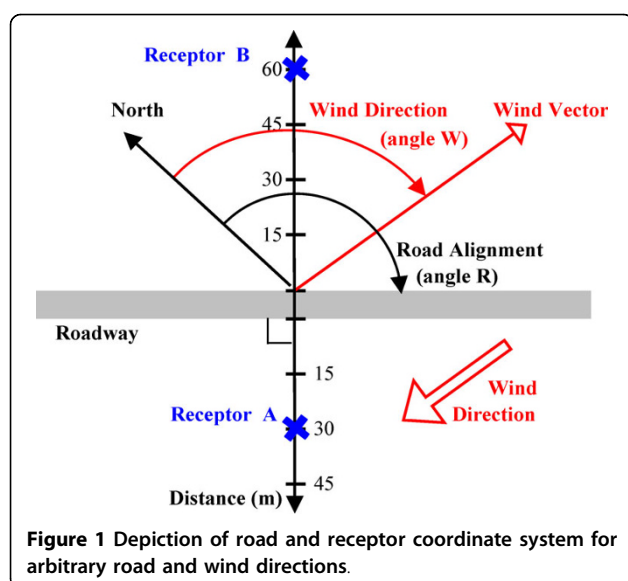 Receptor B
60
North
45
Wind Direction
(angle W)
Wind Vector
30
15
Road Alignment
(angle R)
Roadway
15
Wind
Direction
Receptor A
30
45
Distance (m)
Figure 1 Depiction of road and receptor coordinate system for
arbitrary road and wind directions.